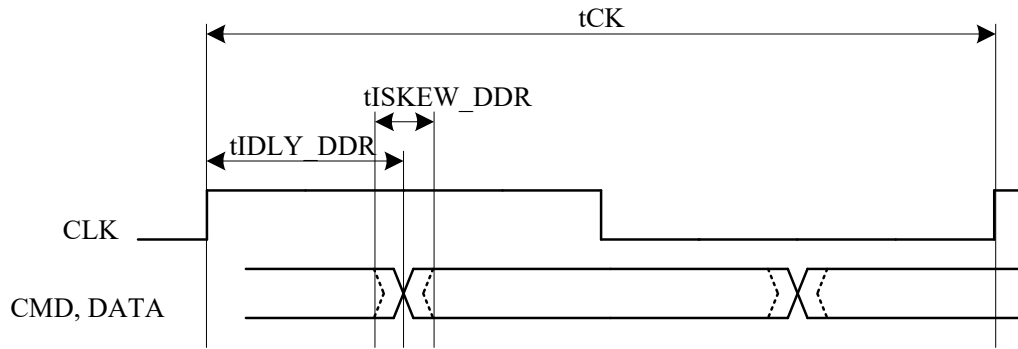 tCK
tISKEW_DDR
tIDLY_DDR
CLK
CMD, DATA